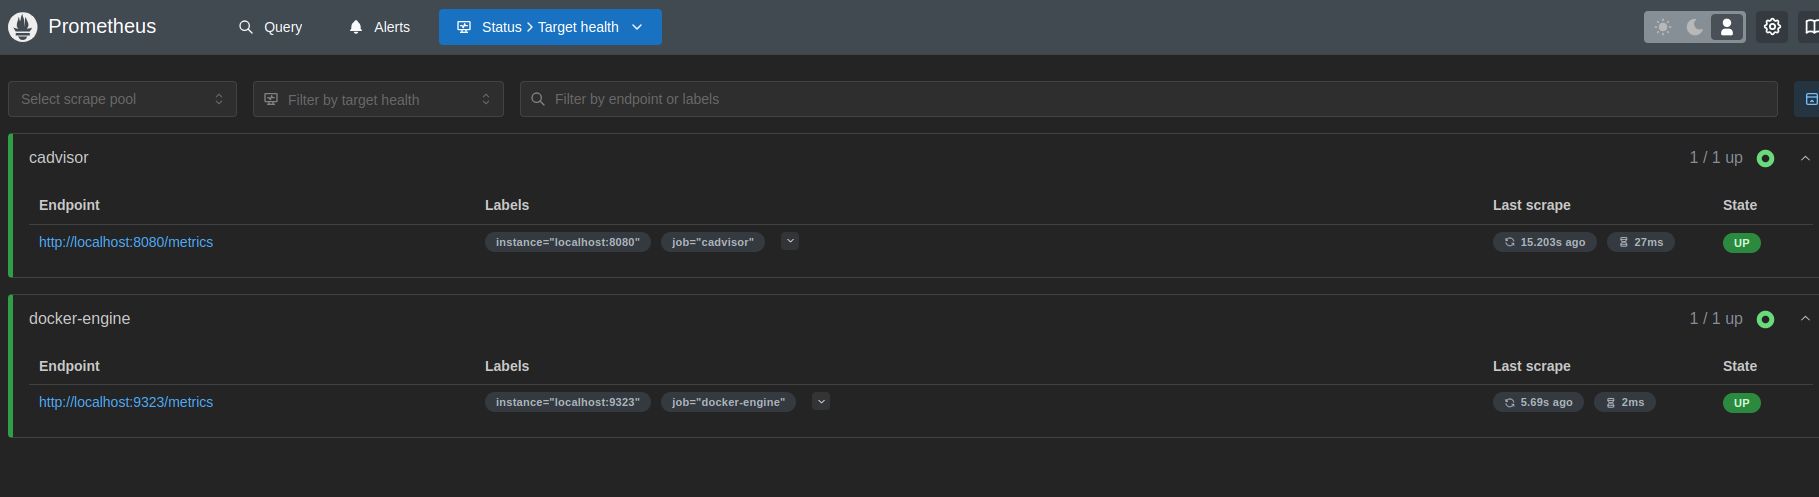 Prometheus Query Alerts Status > Target health
Select scrape pool Filter by target health Filter by endpoint or labels
cadvisor 1 / 1 up
Endpoint Labels Last scrape State
http://localhost:8080/metrics instance="localhost:8080" job="cadvisor" 15.203s ago 27ms UP
docker-engine 1 / 1 up
Endpoint Labels Last scrape State
http://localhost:9323/metrics instance="localhost:9323" job="docker-engine" 5.69s ago 2ms UP